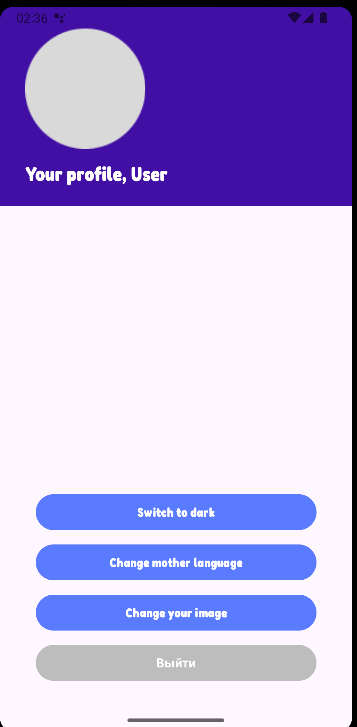 02:36
Your profile, User
Switch to dark
Change mother language
Change your image
Выйти